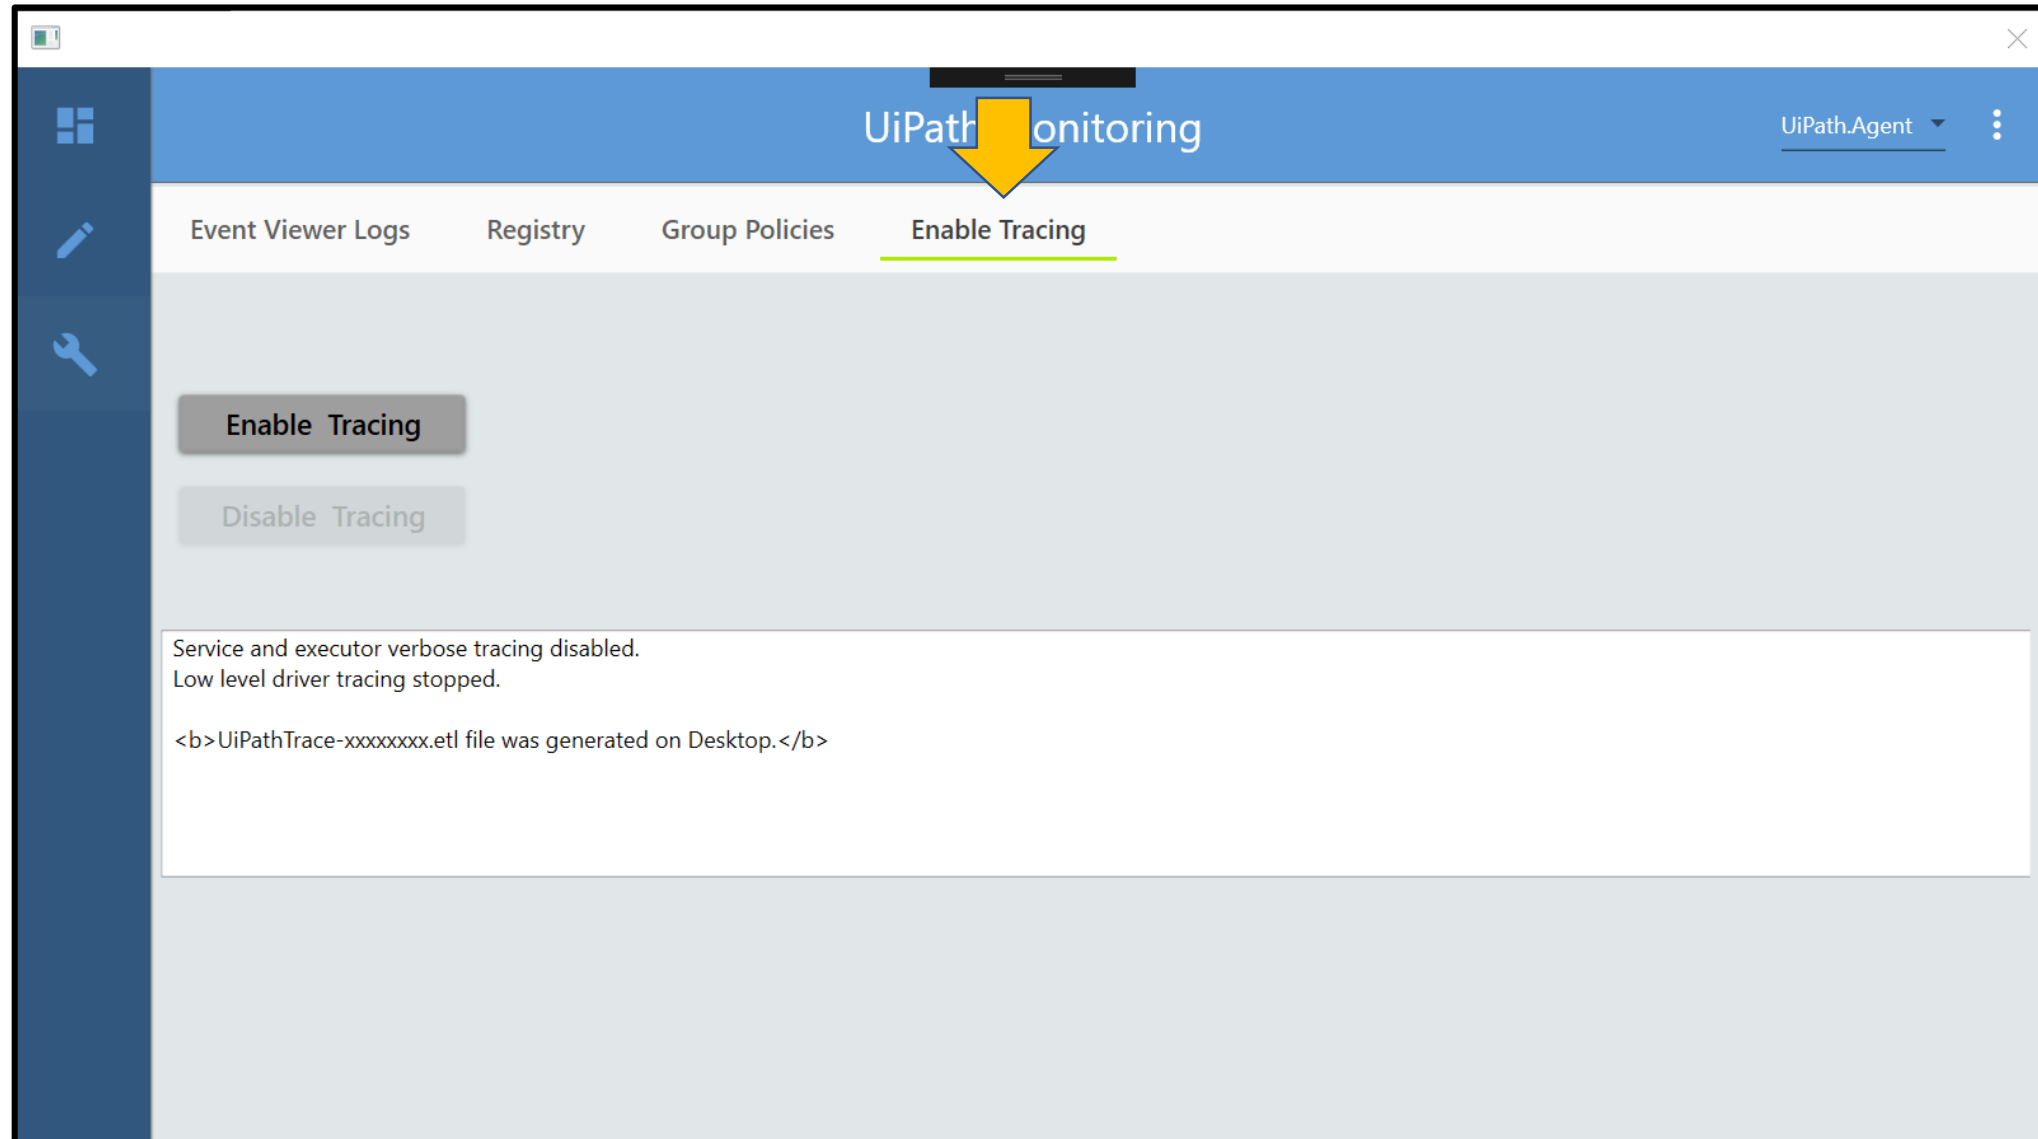 UiPath onitoring
UiPath.Agent
Event Viewer Logs
Registry
Group Policies
Enable Tracing
Enable Tracing
Disable Tracing
Service and executor verbose tracing disabled.
Low level driver tracing stopped.
<b>UiPathTrace-xxxxxxxx.etl file was generated on Desktop.</b>